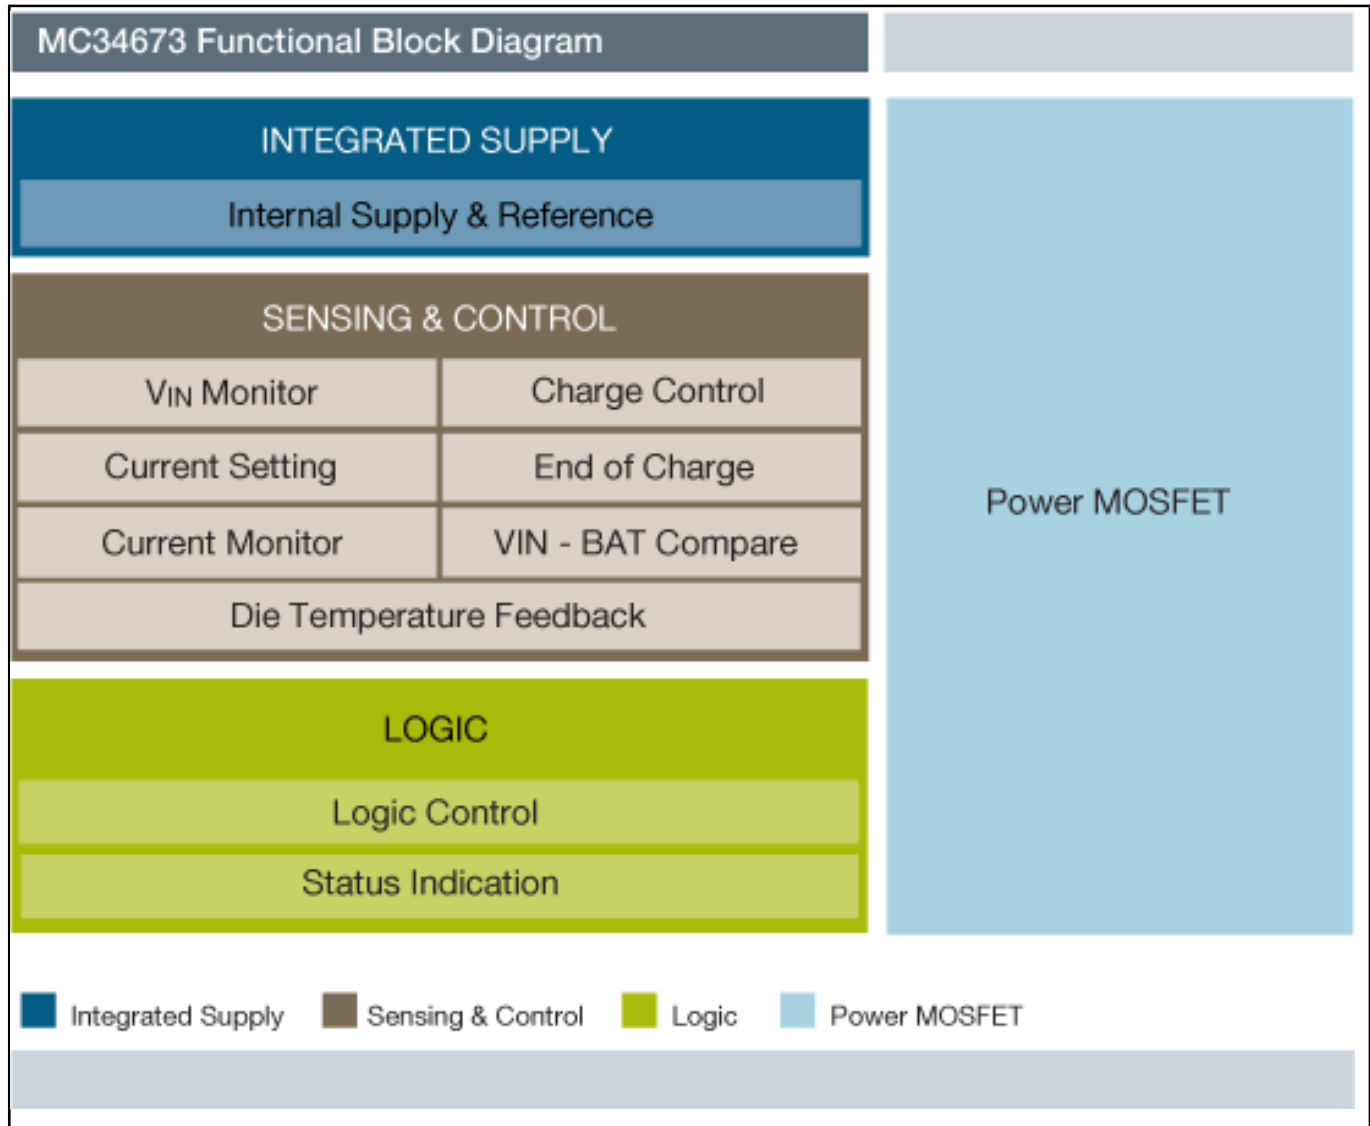 MC34673 Functional Block Diagram
INTEGRATED SUPPLY
Internal Supply & Reference
SENSING & CONTROL
VIN Monitor
Charge Control
Current Setting
End of Charge
Current Monitor
VIN - BAT Compare
Die Temperature Feedback
LOGIC
Logic Control
Status Indication
Power MOSFET
Integrated Supply
Sensing & Control
Logic
Power MOSFET